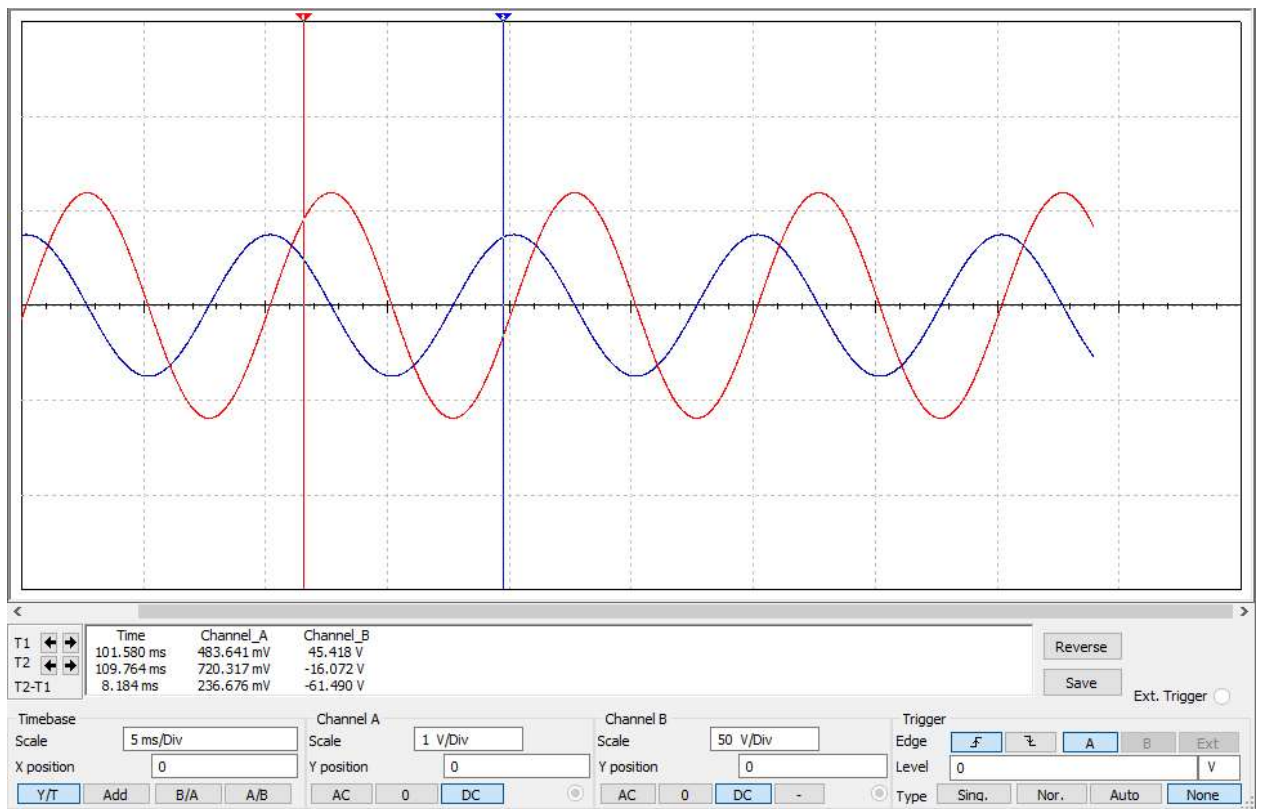 1 2
< >
Time Channel_A Channel_B
T1 101.580 ms 483.641 mV 45.418 V
T2 109.764 ms 720.317 mV -16.072 V
T2-T1 8.184 ms 236.676 mV -61.490 V
Reverse
Save
Ext. Trigger
Timebase Channel A Channel B Trigger
Scale 5 ms/Div Scale 1 V/Div Scale 50 V/Div Edge A B Ext
X position 0 Y position 0 Y position 0 Level 0 V
Y/T Add B/A A/B AC 0 DC AC 0 DC - Type Sing. Nor. Auto None